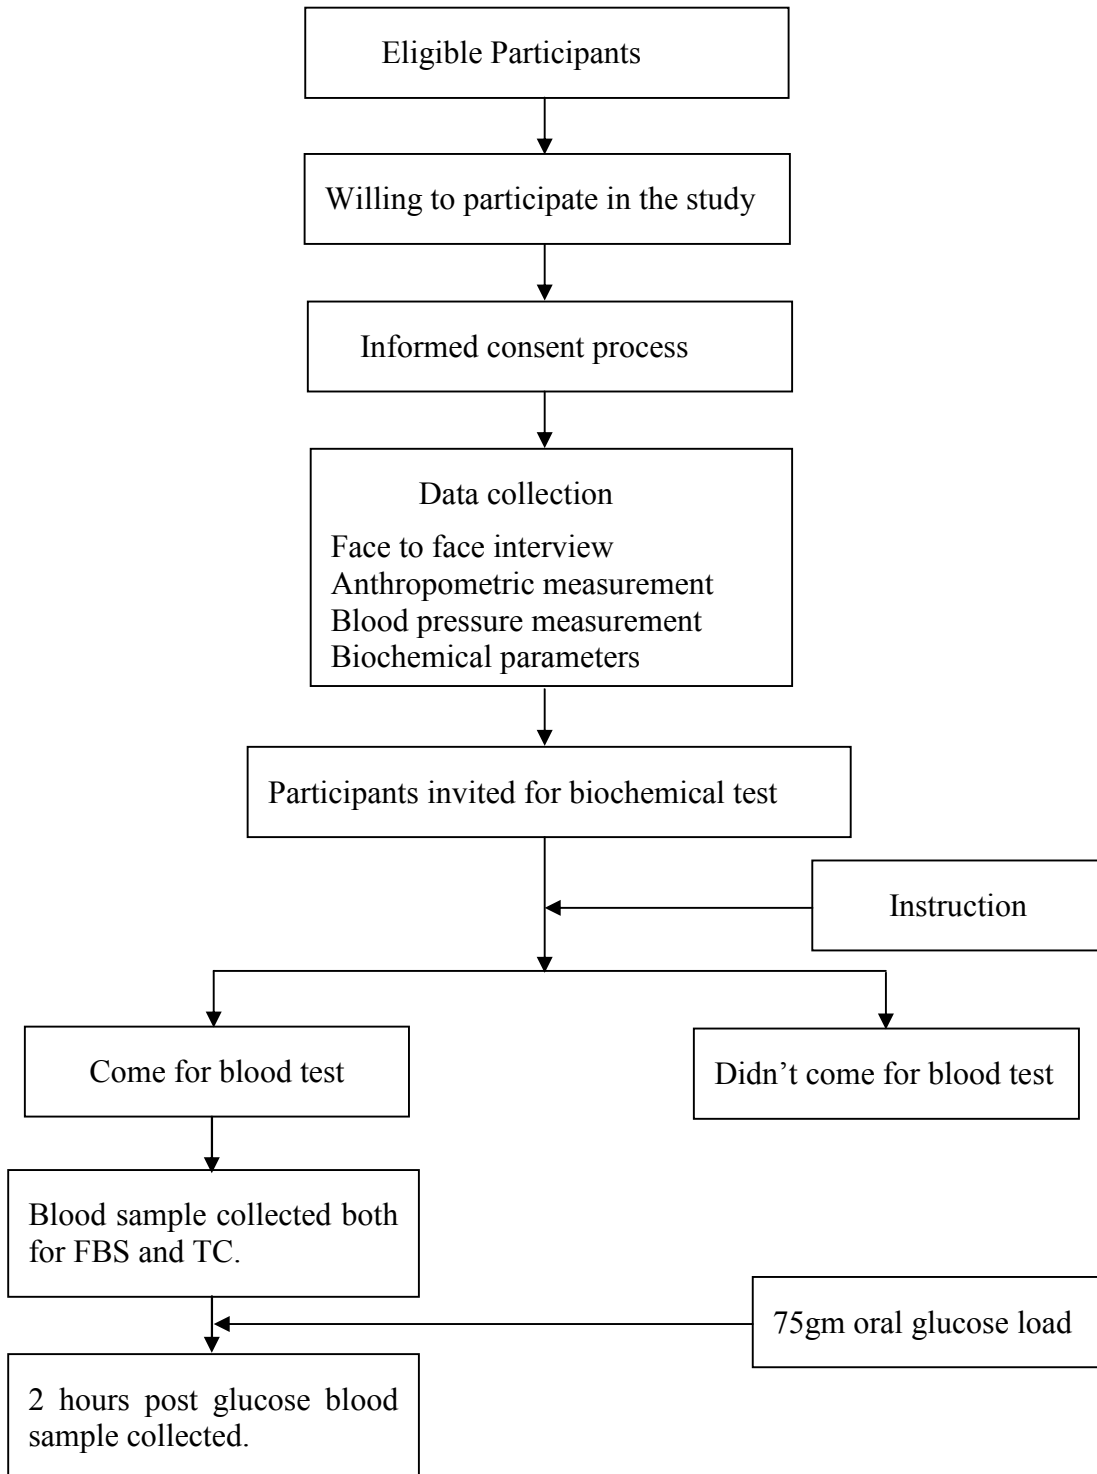 Eligible Participants
Willing to participate in the study
Informed consent process
Data collection
Face to face interview
Anthropometric measurement
Blood pressure measurement
Biochemical parameters
Participants invited for biochemical test
Instruction
Come for blood test
Didn’t come for blood test
Blood sample collected both
for FBS and TC.
75gm oral glucose load
2 hours post glucose blood
sample collected.